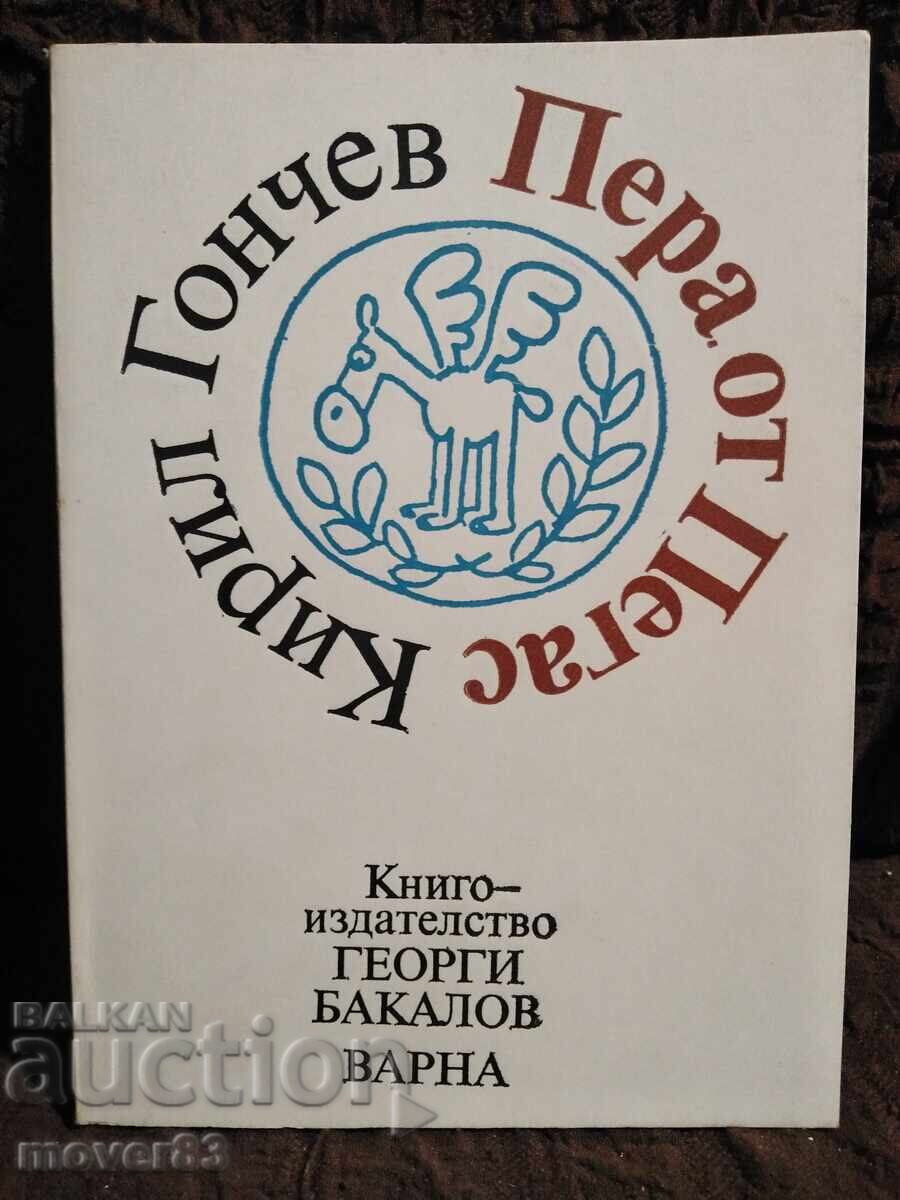 Кирил Гончев
Пера от Пегас
Книго–
издателство
ГЕОРГИ
БАКАЛОВ
ВАРНА
BALKAN
auction
mover83